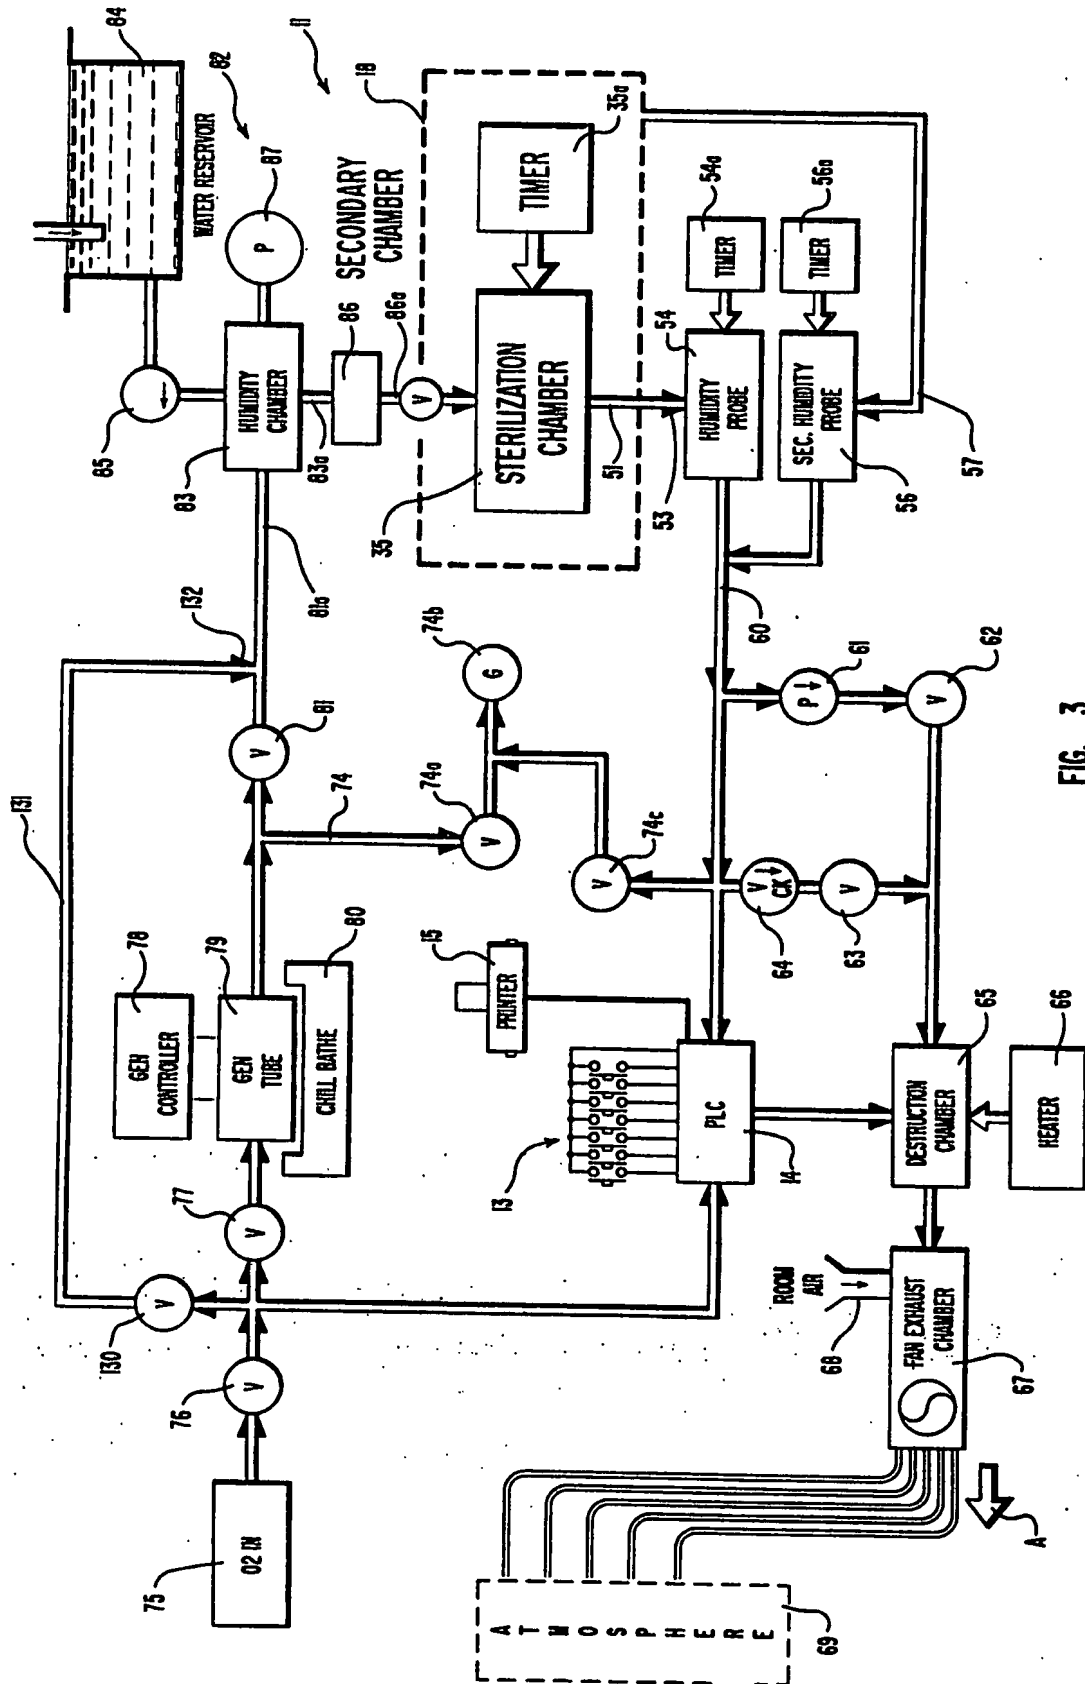 131
132
WATER RESERVOIR
84
130
76
V
V
77
V
GEN CONTROLLER
78
GEN TUBE
79
CHILL BATHE
80
81
V
81a
83
HUMIDITY CHAMBER
85
P
87
82
11
75
O2 IN
74
74a
V
74b
G
74c
V
83a
86
86a
V
SECONDARY CHAMBER
18
35
STERILIZATION CHAMBER
TIMER
35a
51
53
13
15
PRINTER
PLC
14
HUMIDITY PROBE
54
TIMER
54a
SEC. HUMIDITY PROBE
56
TIMER
56a
57
60
P
61
V
62
V CK
64
V
63
ATMOSPHERE
69
ROOM AIR
68
FAN EXHAUST CHAMBER
67
DESTRUCTION CHAMBER
65
HEATER
66
A
FIG. 3